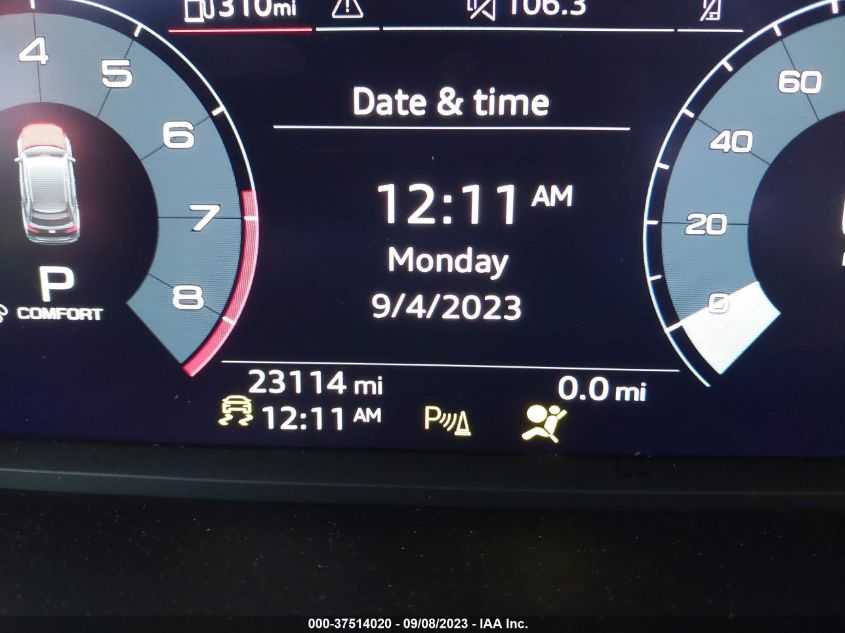 310mi
106.3
4
5
6
7
8
Date & time
12:11 AM
Monday
9/4/2023
60
40
20
0
P
COMFORT
23114 mi
0.0 mi
12:11 AM
P
000-37514020 - 09/08/2023 - IAA Inc.